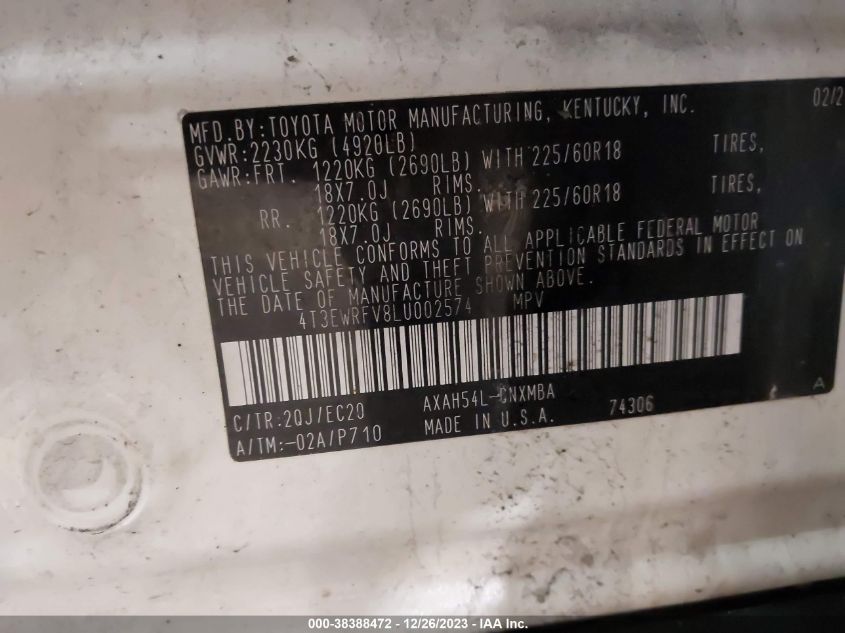 MFD.BY:TOYOTA MOTOR MANUFACTURING, KENTUCKY, INC. 02/2
GVWR:2230KG (4920LB)
GAWR:FRT. 1220KG (2690LB) WITH 225/60R18 TIRES,
18X7.0J RIMS.
RR. 1220KG (2690LB) WITH 225/60R18 TIRES,
18X7.0J RIMS.
THIS VEHICLE CONFORMS TO ALL APPLICABLE FEDERAL MOTOR
VEHICLE SAFETY AND THEFT PREVENTION STANDARDS IN EFFECT ON
THE DATE OF MANUFACTURE SHOWN ABOVE.
4T3EWRFV8LU002574 MPV
C/TR:2QJ/EC20 AXAH54L-CNXMBA
A/TM:-02A/P710 MADE IN U.S.A. 74306 A
000-38388472 - 12/26/2023 - IAA Inc.